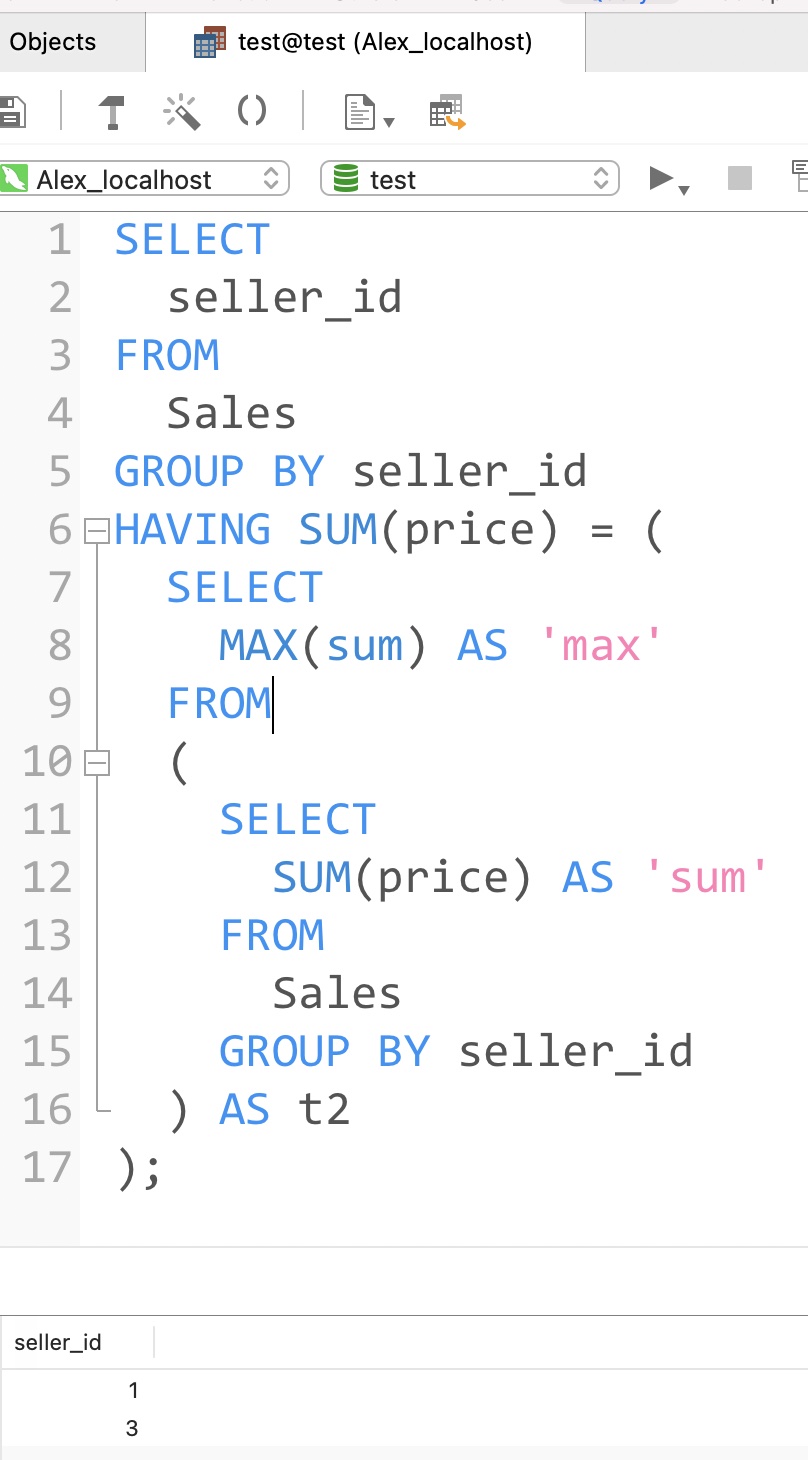 Objects
test@test (Alex_localhost)
Alex_localhost
test
1 SELECT
2   seller_id
3 FROM
4   Sales
5 GROUP BY seller_id
6 HAVING SUM(price) = (
7   SELECT
8     MAX(sum) AS 'max'
9   FROM
10   (
11     SELECT
12       SUM(price) AS 'sum'
13     FROM
14       Sales
15     GROUP BY seller_id
16   ) AS t2
17 );
seller_id
1
3